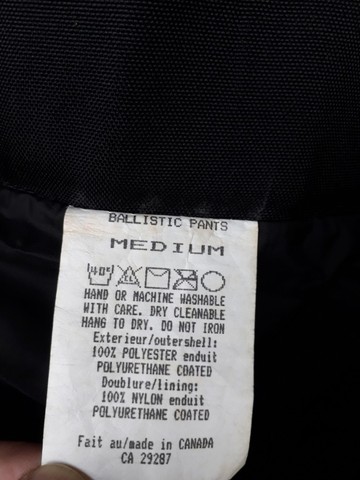 BALLISTIC PANTS
MEDIUM
40° CL
HAND OR MACHINE WASHABLE
WITH CARE. DRY CLEANABLE
HANG TO DRY. DO NOT IRON
Exterieur/outershell:
100% POLYESTER enduit
POLYURETHANE COATED
Doublure/lining:
100% NYLON enduit
POLYURETHANE COATED
Fait au/made in CANADA
CA 29287